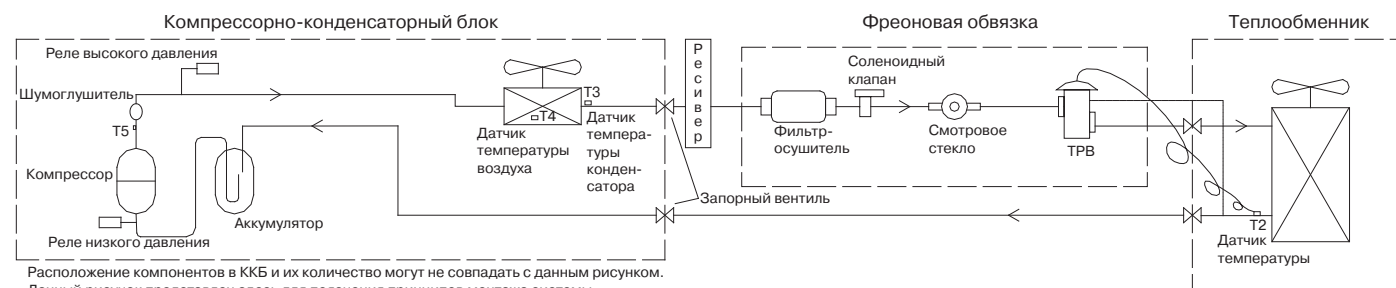 Компрессорно-конденсаторный блок
Фреоновая обвязка
Теплообменник
Реле высокого давления
Шумоглушитель
T5
Компрессор
Реле низкого давления
Аккумулятор
T3
T4
Датчик
температуры
воздуха
Датчик
темпера-
туры
конден-
сатора
Ресивер
Запорный вентиль
Соленоидный
клапан
Фильтр-
осушитель
Смотровое
стекло
ТРВ
T2
Датчик
температуры
Расположение компонентов в ККБ и их количество могут не совпадать с данным рисунком.